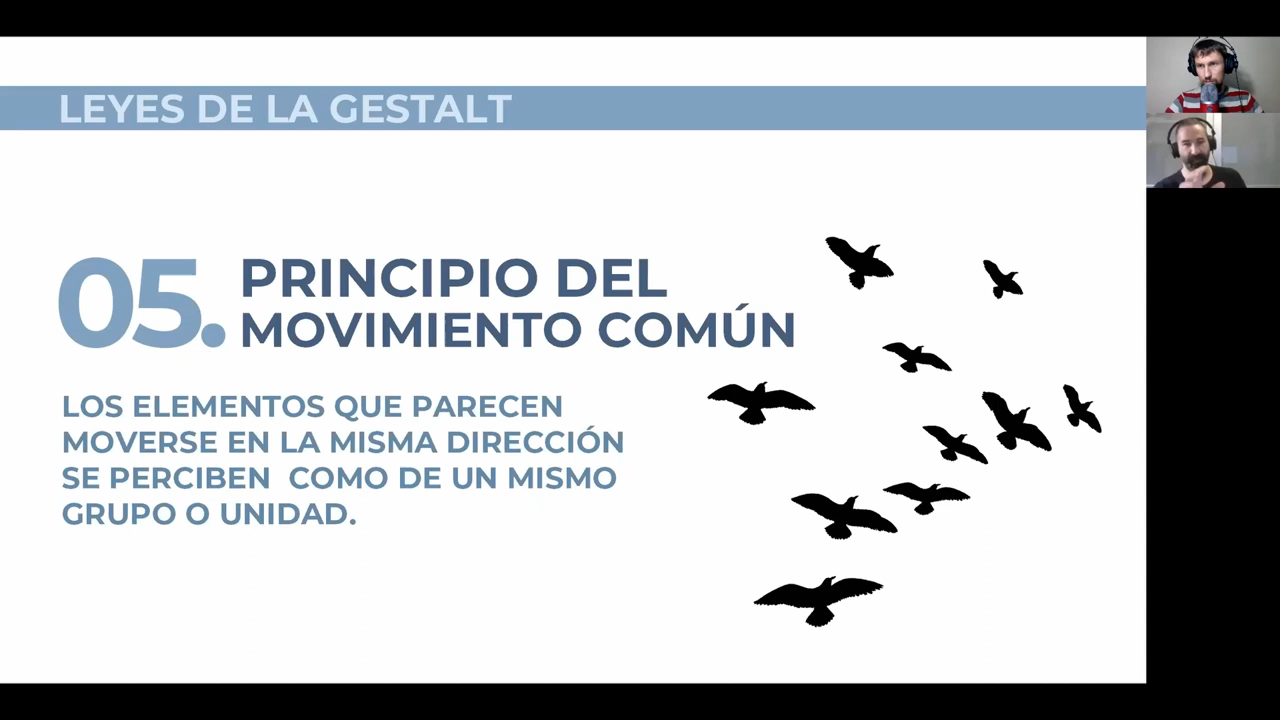 LEYES DE LA GESTALT
05. PRINCIPIO DEL
MOVIMIENTO COMÚN
LOS ELEMENTOS QUE PARECEN
MOVERSE EN LA MISMA DIRECCIÓN
SE PERCIBEN  COMO DE UN MISMO
GRUPO O UNIDAD.